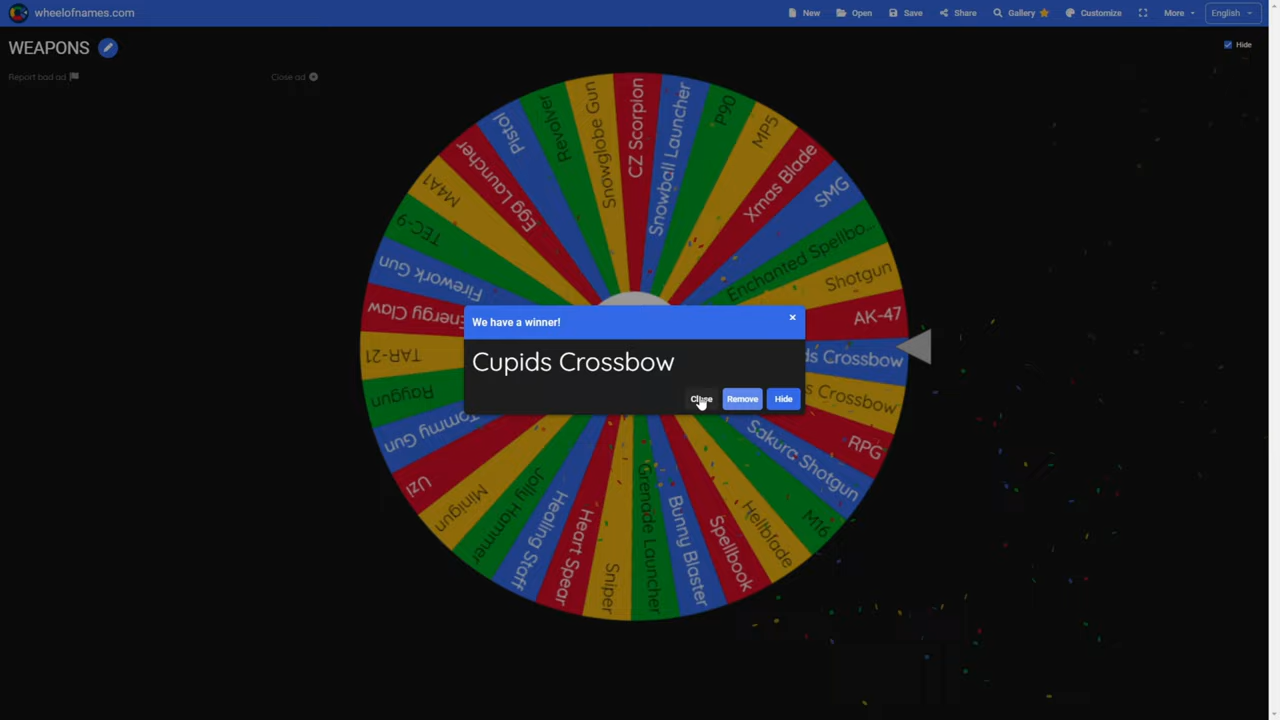 wheelofnames.com
New
Open
Save
Share
Gallery
Customize
More
English
WEAPONS
Hide
Report bad ad
Close ad
CZ Scorpion
Snowball Launcher
P90
MP5
Xmas Blade
SMG
Enchanted Spellbo...
Shotgun
AK-47
ds Crossbow
s Crossbow
RPG
Sakura Shotgun
M16
Hellblade
Spellbook
Bunny Blaster
Grenade Launcher
Sniper
Heart Spear
Healing Staff
Jolly Hammer
Minigun
Uzi
Tommy Gun
Raygun
TAR-21
Energy Claw
Firework Gun
TEC-9
M4A1
Egg Launcher
Pistol
Revolver
Snowglobe Gun
We have a winner!
×
Cupids Crossbow
Close
Remove
Hide